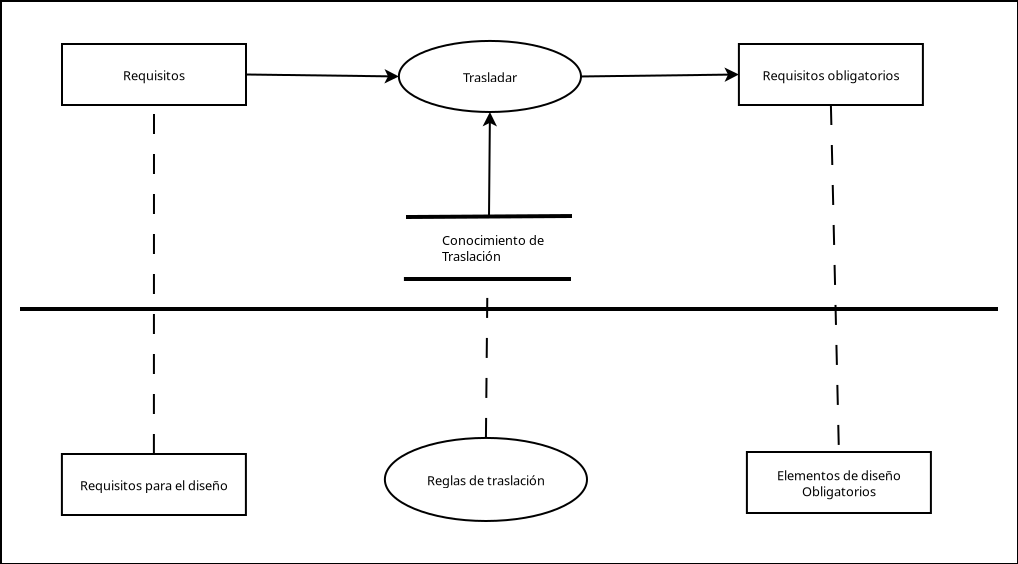 Requisitos
Trasladar
Requisitos obligatorios
Conocimiento de
Traslación
Requisitos para el diseño
Reglas de traslación
Elementos de diseño
Obligatorios